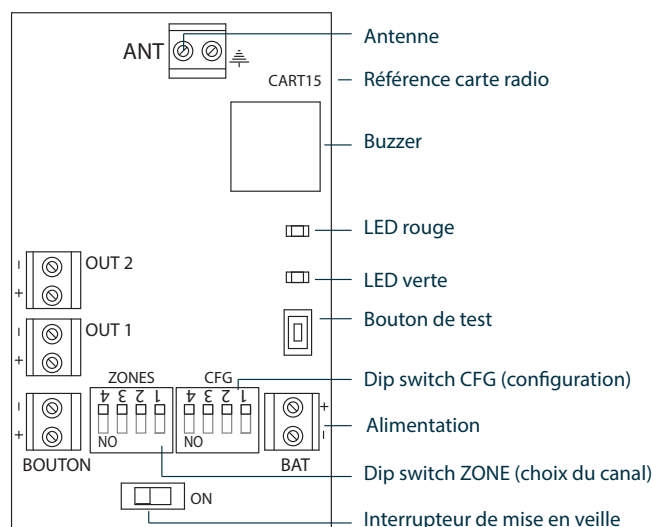 ANT
Antenne
CART15
Référence carte radio
Buzzer
LED rouge
OUT 2
- +
LED verte
Bouton de test
OUT 1
- +
ZONES
CFG
Dip switch CFG (configuration)
4 3 2 1
4 3 2 1
- +
+ -
Alimentation
NO
NO
BOUTON
BAT
Dip switch ZONE (choix du canal)
ON
Interrupteur de mise en veille